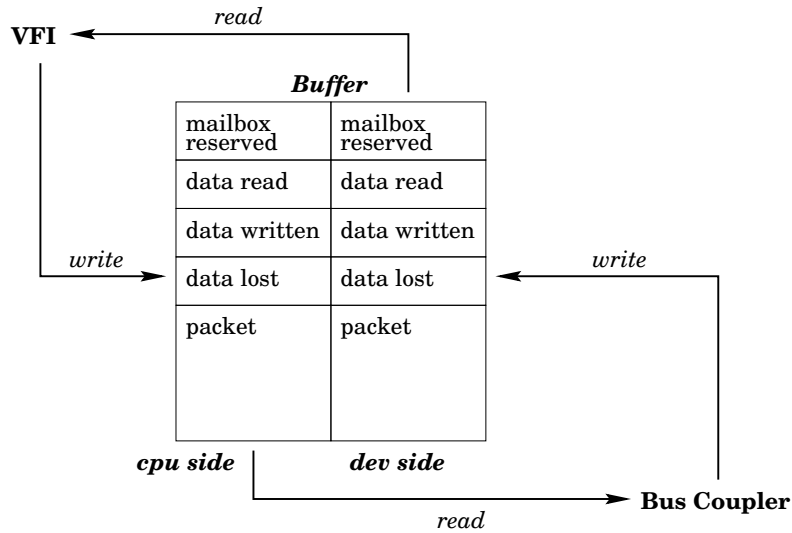 read
VFI
Buffer
mailbox reserved
mailbox reserved
data read
data read
data written
data written
write
write
data lost
data lost
packet
packet
cpu side
dev side
Bus Coupler
read